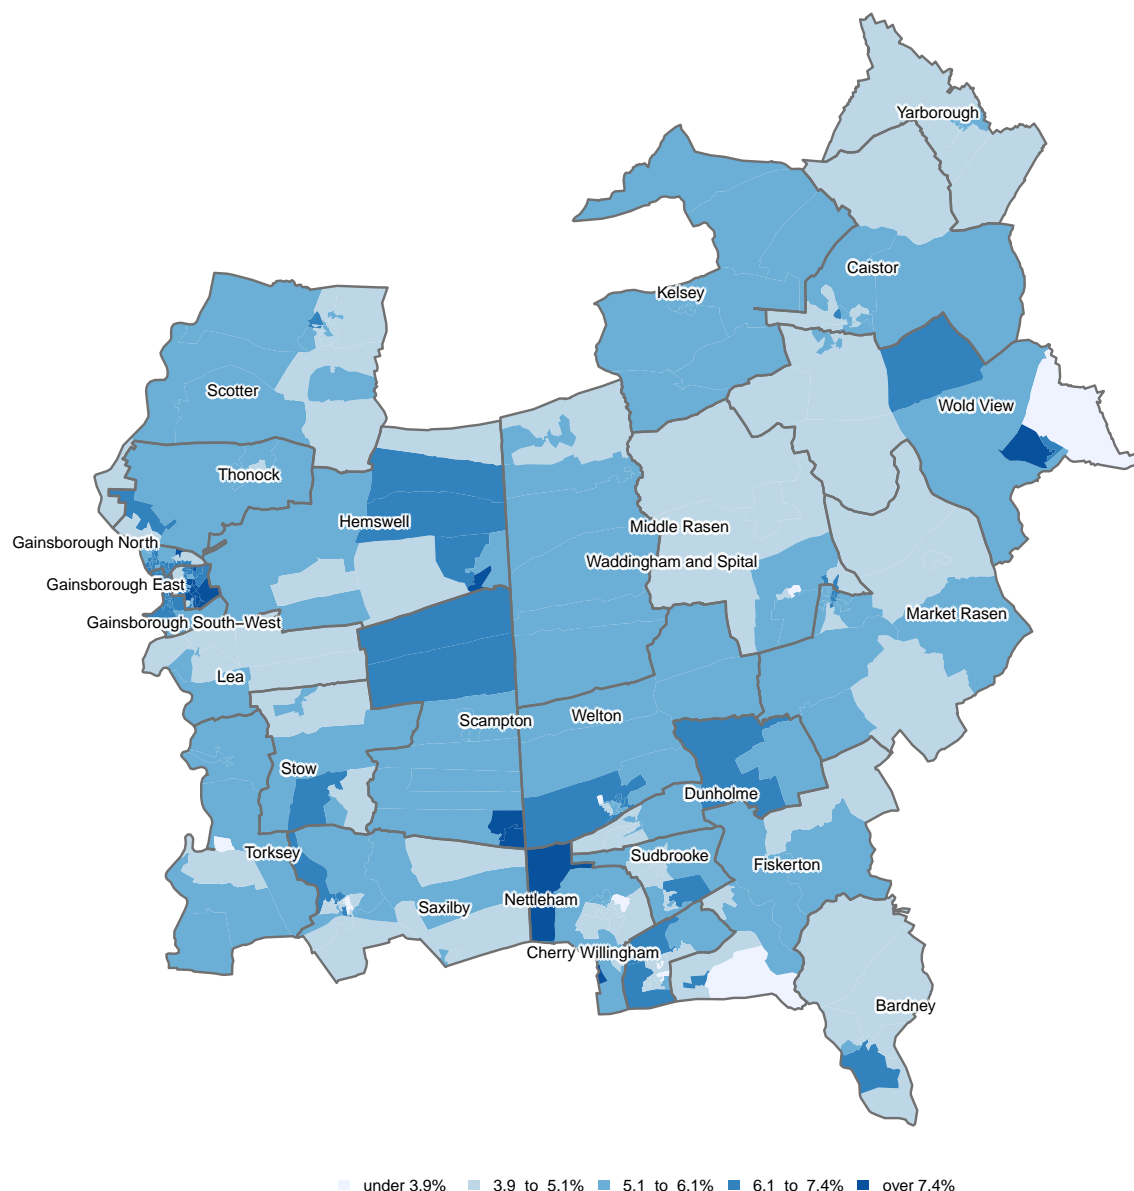 Yarborough
Caistor
Kelsey
Scotter
Wold View
Thonock
Hemswell
Middle Rasen
Gainsborough North
Waddingham and Spital
Gainsborough East
Market Rasen
Gainsborough South−West
Lea
Scampton
Welton
Stow
Dunholme
Torksey
Sudbrooke
Fiskerton
Nettleham
Saxilby
Cherry Willingham
Bardney
under 3.9% 3.9 to 5.1% 5.1 to 6.1% 6.1 to 7.4% over 7.4%